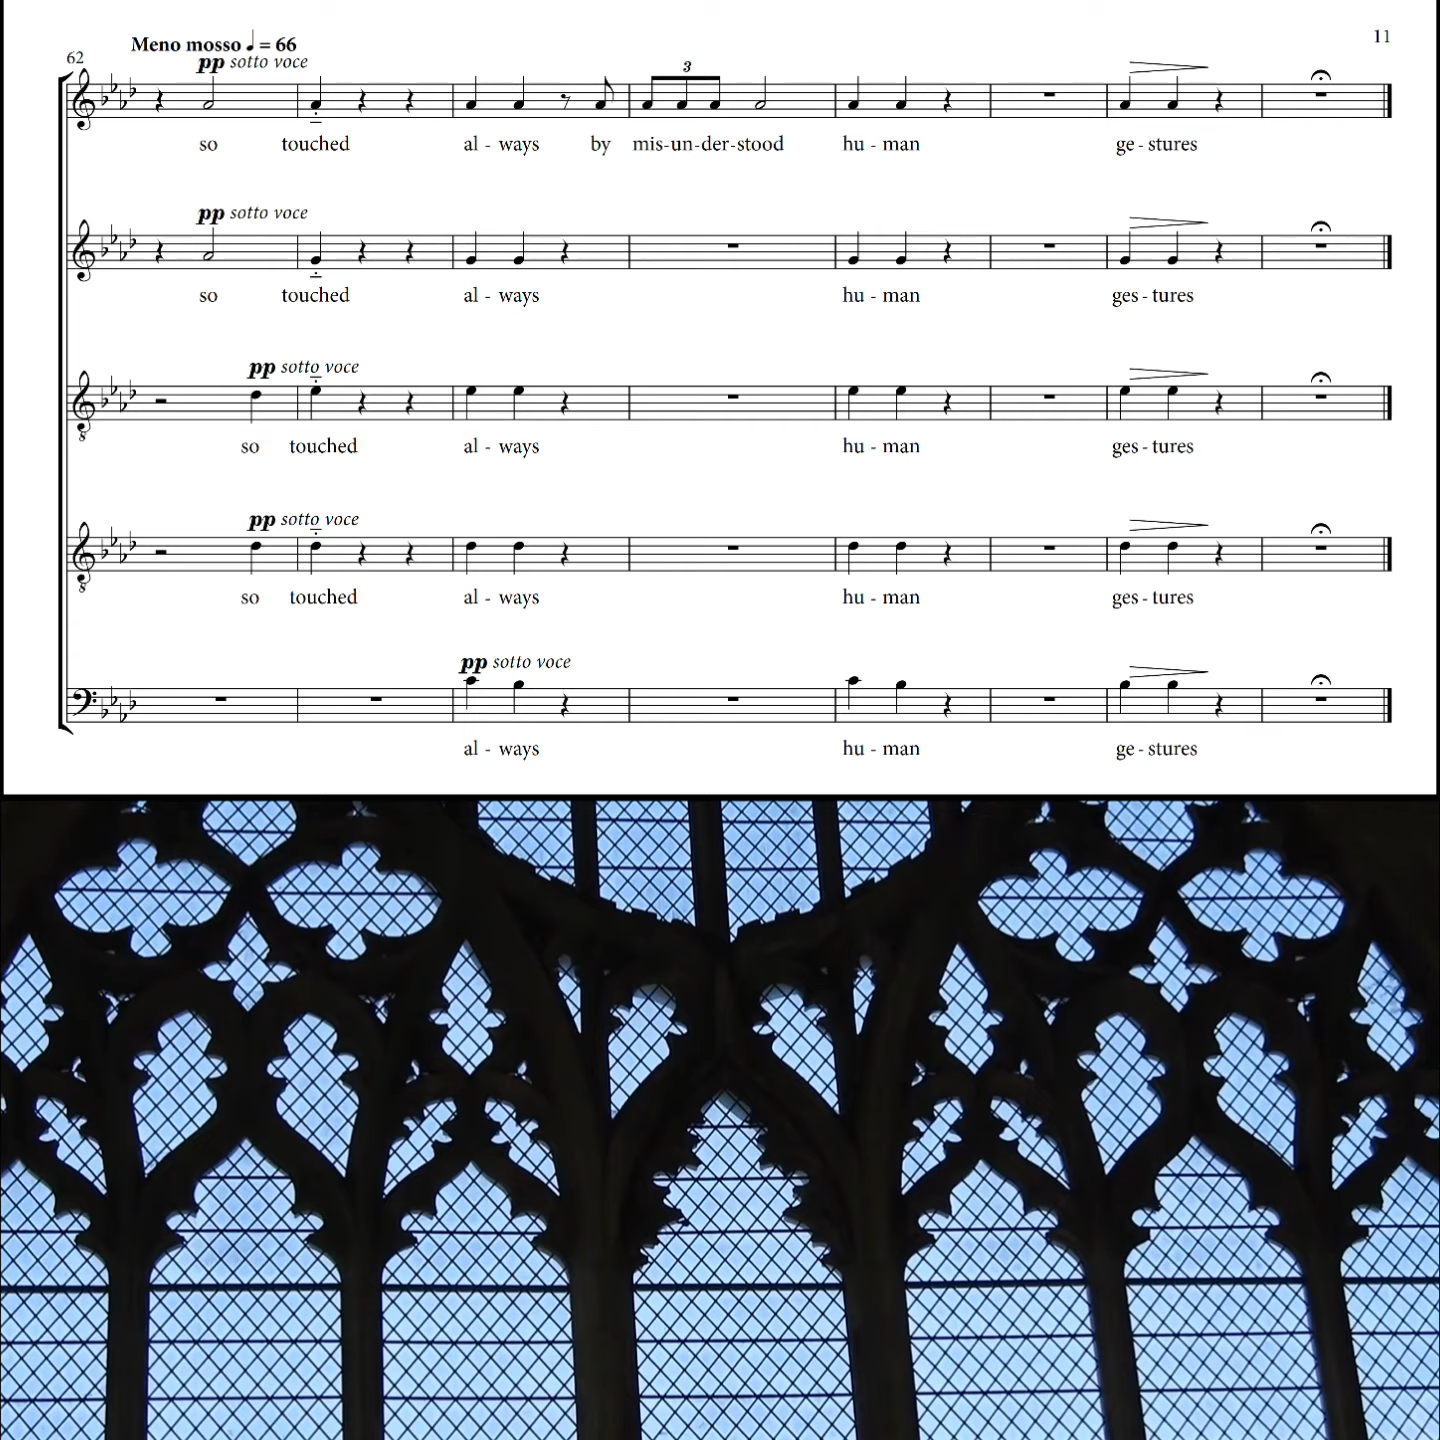 Meno mosso ♩ = 66
11
62
pp sotto voce
3
so touched al - ways by mis-un-der-stood hu - man ge - stures
pp sotto voce
so touched al - ways hu - man ges - tures
pp sotto voce
so touched al - ways hu - man ges - tures
pp sotto voce
so touched al - ways hu - man ges - tures
pp sotto voce
al - ways hu - man ge - stures